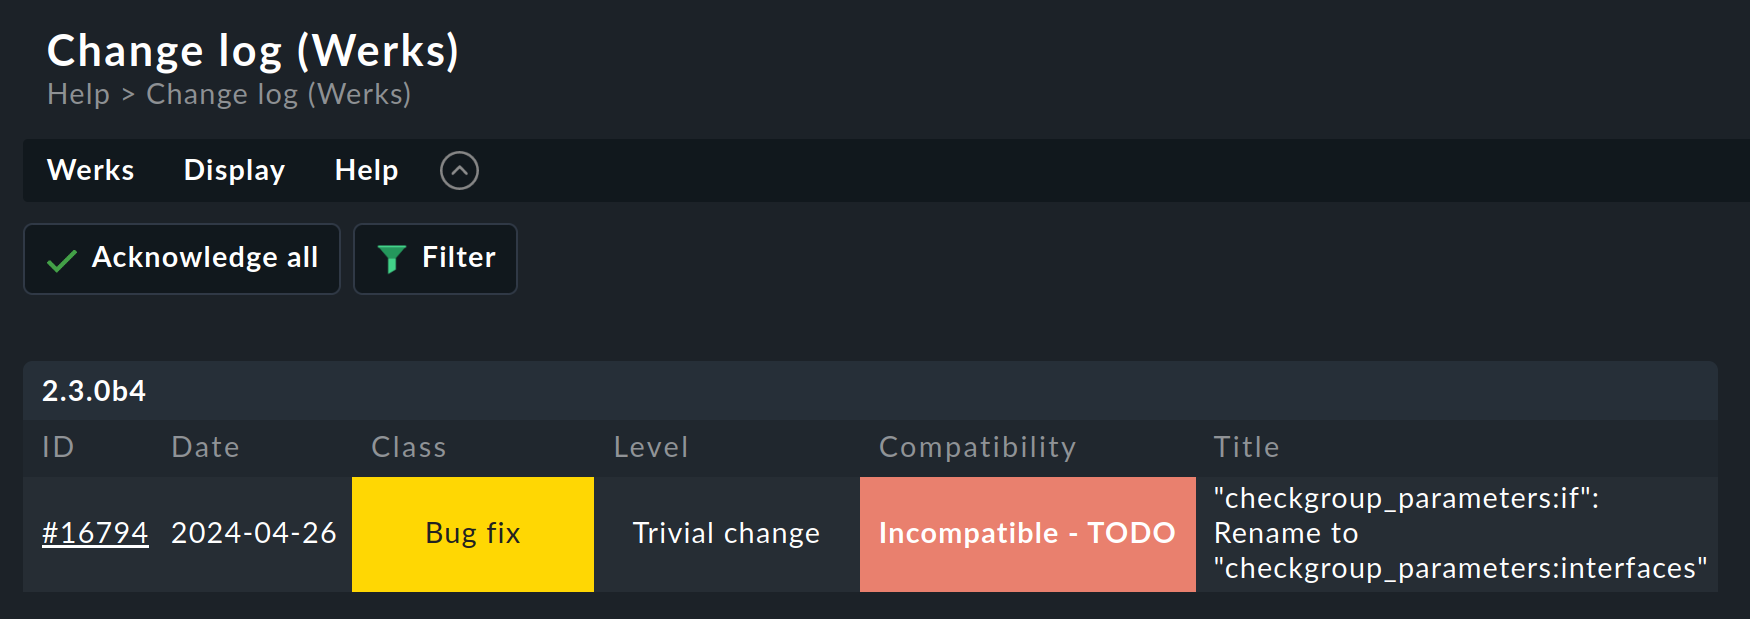 Change log (Werks)
Help > Change log (Werks)
Werks Display Help
Acknowledge all Filter
2.3.0b4
ID Date Class Level Compatibility Title
#16794 2024-04-26 Bug fix Trivial change Incompatible - TODO "checkgroup_parameters:if":
Rename to
"checkgroup_parameters:interfaces"